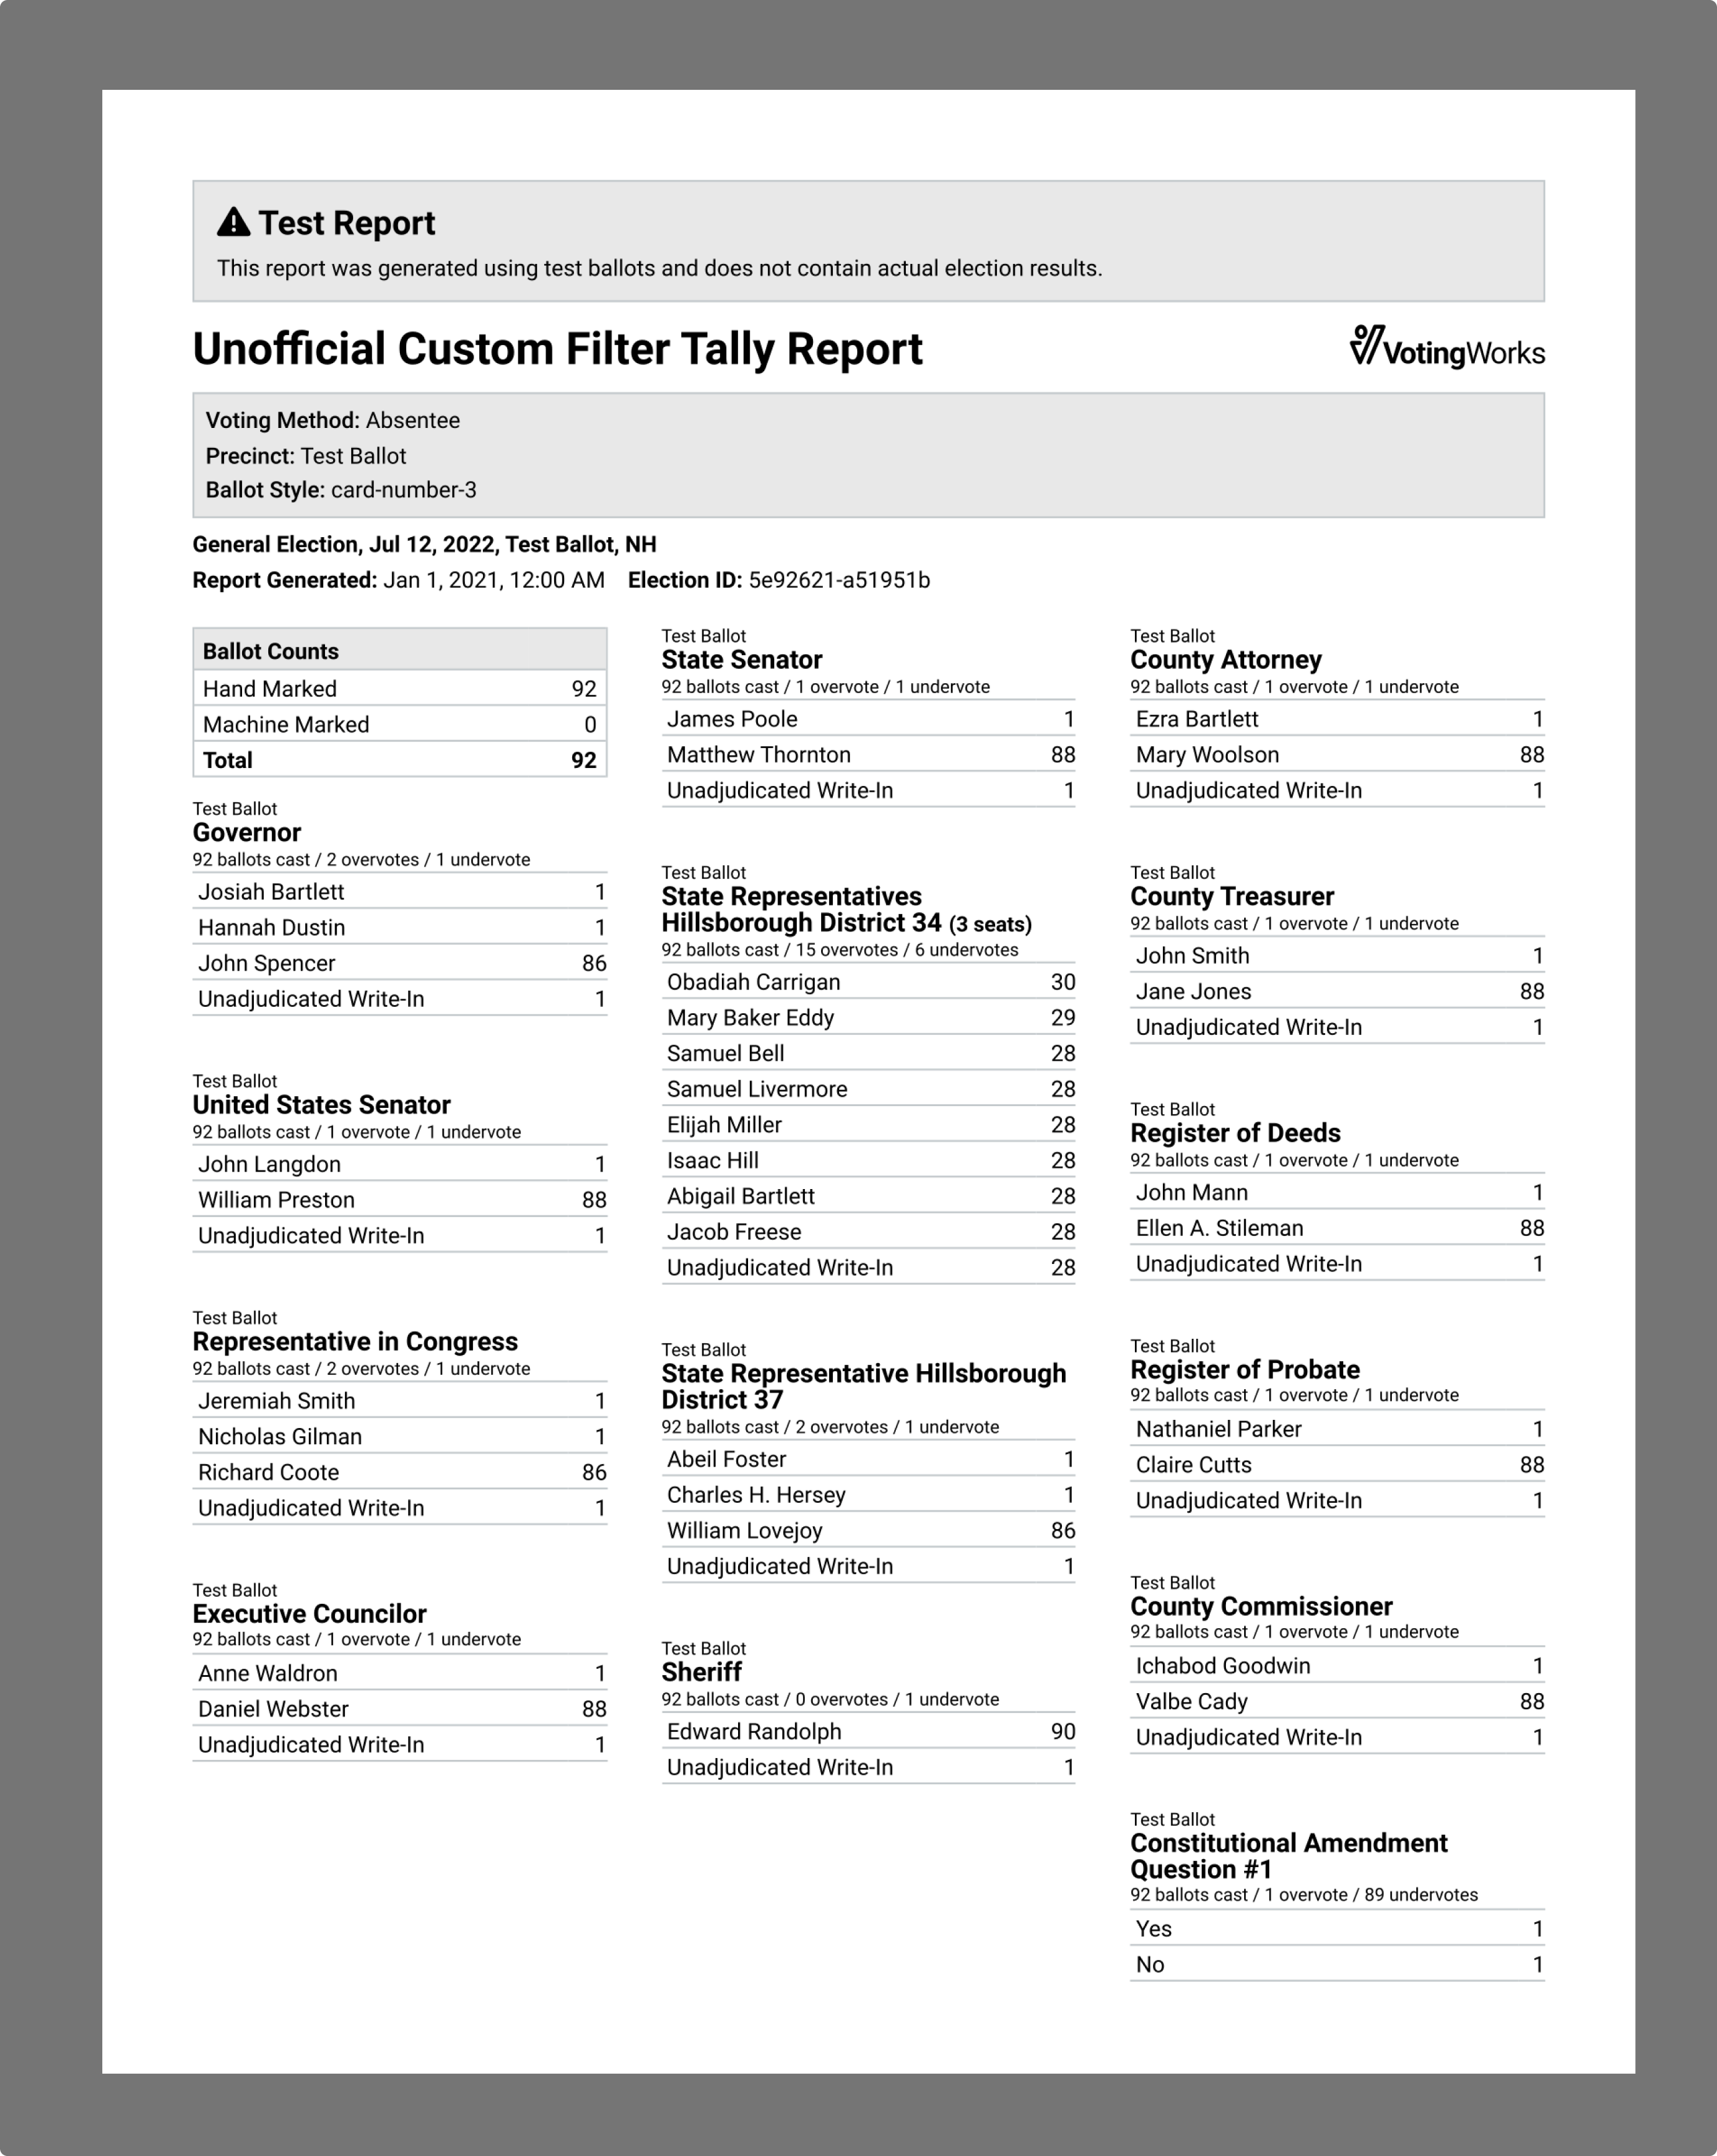 Test Report
This report was generated using test ballots and does not contain actual election results.
Unofficial Custom Filter Tally Report
VotingWorks
Voting Method: Absentee
Precinct: Test Ballot
Ballot Style: card-number-3
General Election, Jul 12, 2022, Test Ballot, NH
Report Generated: Jan 1, 2021, 12:00 AM Election ID: 5e92621-a51951b
Ballot Counts
Hand Marked 92
Machine Marked 0
Total 92
Test Ballot
Governor
92 ballots cast / 2 overvotes / 1 undervote
Josiah Bartlett 1
Hannah Dustin 1
John Spencer 86
Unadjudicated Write-In 1
Test Ballot
United States Senator
92 ballots cast / 1 overvote / 1 undervote
John Langdon 1
William Preston 88
Unadjudicated Write-In 1
Test Ballot
Representative in Congress
92 ballots cast / 2 overvotes / 1 undervote
Jeremiah Smith 1
Nicholas Gilman 1
Richard Coote 86
Unadjudicated Write-In 1
Test Ballot
Executive Councilor
92 ballots cast / 1 overvote / 1 undervote
Anne Waldron 1
Daniel Webster 88
Unadjudicated Write-In 1
Test Ballot
State Senator
92 ballots cast / 1 overvote / 1 undervote
James Poole 1
Matthew Thornton 88
Unadjudicated Write-In 1
Test Ballot
State Representatives
Hillsborough District 34 (3 seats)
92 ballots cast / 15 overvotes / 6 undervotes
Obadiah Carrigan 30
Mary Baker Eddy 29
Samuel Bell 28
Samuel Livermore 28
Elijah Miller 28
Isaac Hill 28
Abigail Bartlett 28
Jacob Freese 28
Unadjudicated Write-In 28
Test Ballot
State Representative Hillsborough
District 37
92 ballots cast / 2 overvotes / 1 undervote
Abeil Foster 1
Charles H. Hersey 1
William Lovejoy 86
Unadjudicated Write-In 1
Test Ballot
Sheriff
92 ballots cast / 0 overvotes / 1 undervote
Edward Randolph 90
Unadjudicated Write-In 1
Test Ballot
County Attorney
92 ballots cast / 1 overvote / 1 undervote
Ezra Bartlett 1
Mary Woolson 88
Unadjudicated Write-In 1
Test Ballot
County Treasurer
92 ballots cast / 1 overvote / 1 undervote
John Smith 1
Jane Jones 88
Unadjudicated Write-In 1
Test Ballot
Register of Deeds
92 ballots cast / 1 overvote / 1 undervote
John Mann 1
Ellen A. Stileman 88
Unadjudicated Write-In 1
Test Ballot
Register of Probate
92 ballots cast / 1 overvote / 1 undervote
Nathaniel Parker 1
Claire Cutts 88
Unadjudicated Write-In 1
Test Ballot
County Commissioner
92 ballots cast / 1 overvote / 1 undervote
Ichabod Goodwin 1
Valbe Cady 88
Unadjudicated Write-In 1
Test Ballot
Constitutional Amendment
Question #1
92 ballots cast / 1 overvote / 89 undervotes
Yes 1
No 1